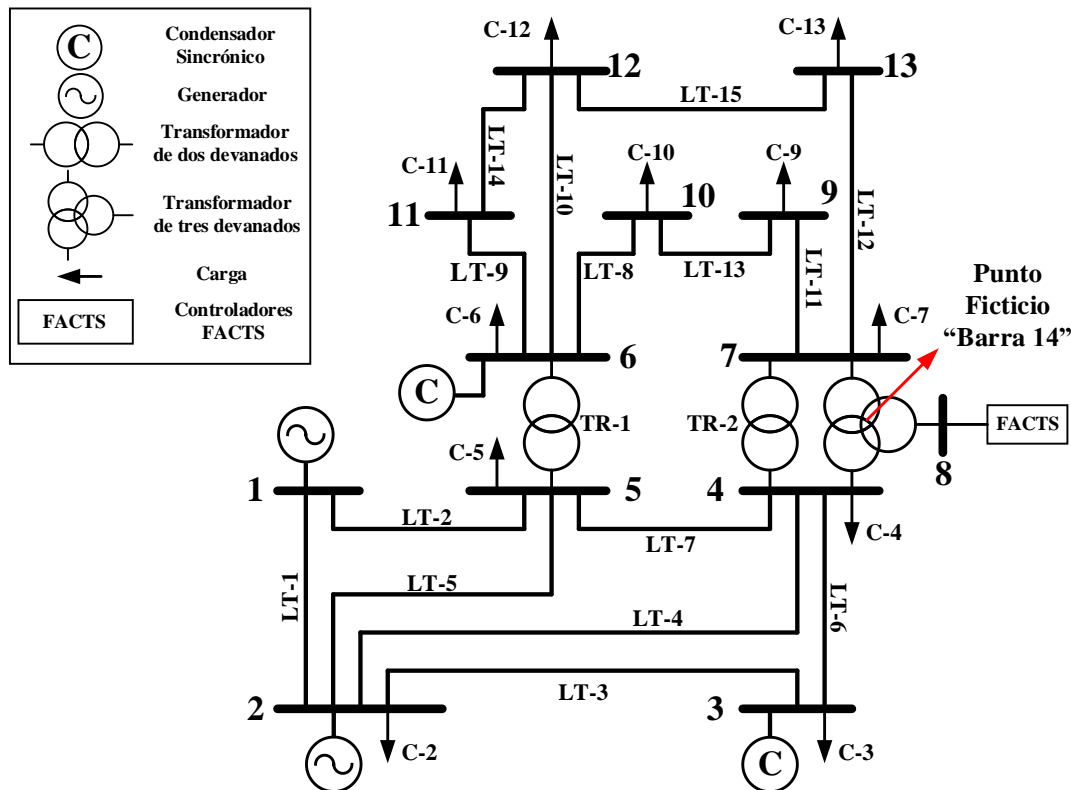 C
Condensador
Sincrónico
Generador
Transformador
de dos devanados
Transformador
de tres devanados
Carga
FACTS
Controladores
FACTS
C-12
12
C-13
13
LT-15
LT-14
LT-10
LT-12
C-11
11
C-10
10
C-9
9
LT-9
LT-8
LT-13
LT-11
Punto
Ficticio
“Barra 14”
C-6
6
C-7
7
C
TR-1
TR-2
FACTS
8
C-5
1
5
4
C-4
LT-2
LT-7
LT-1
LT-5
LT-4
LT-6
LT-3
2
C-2
3
C-3
C